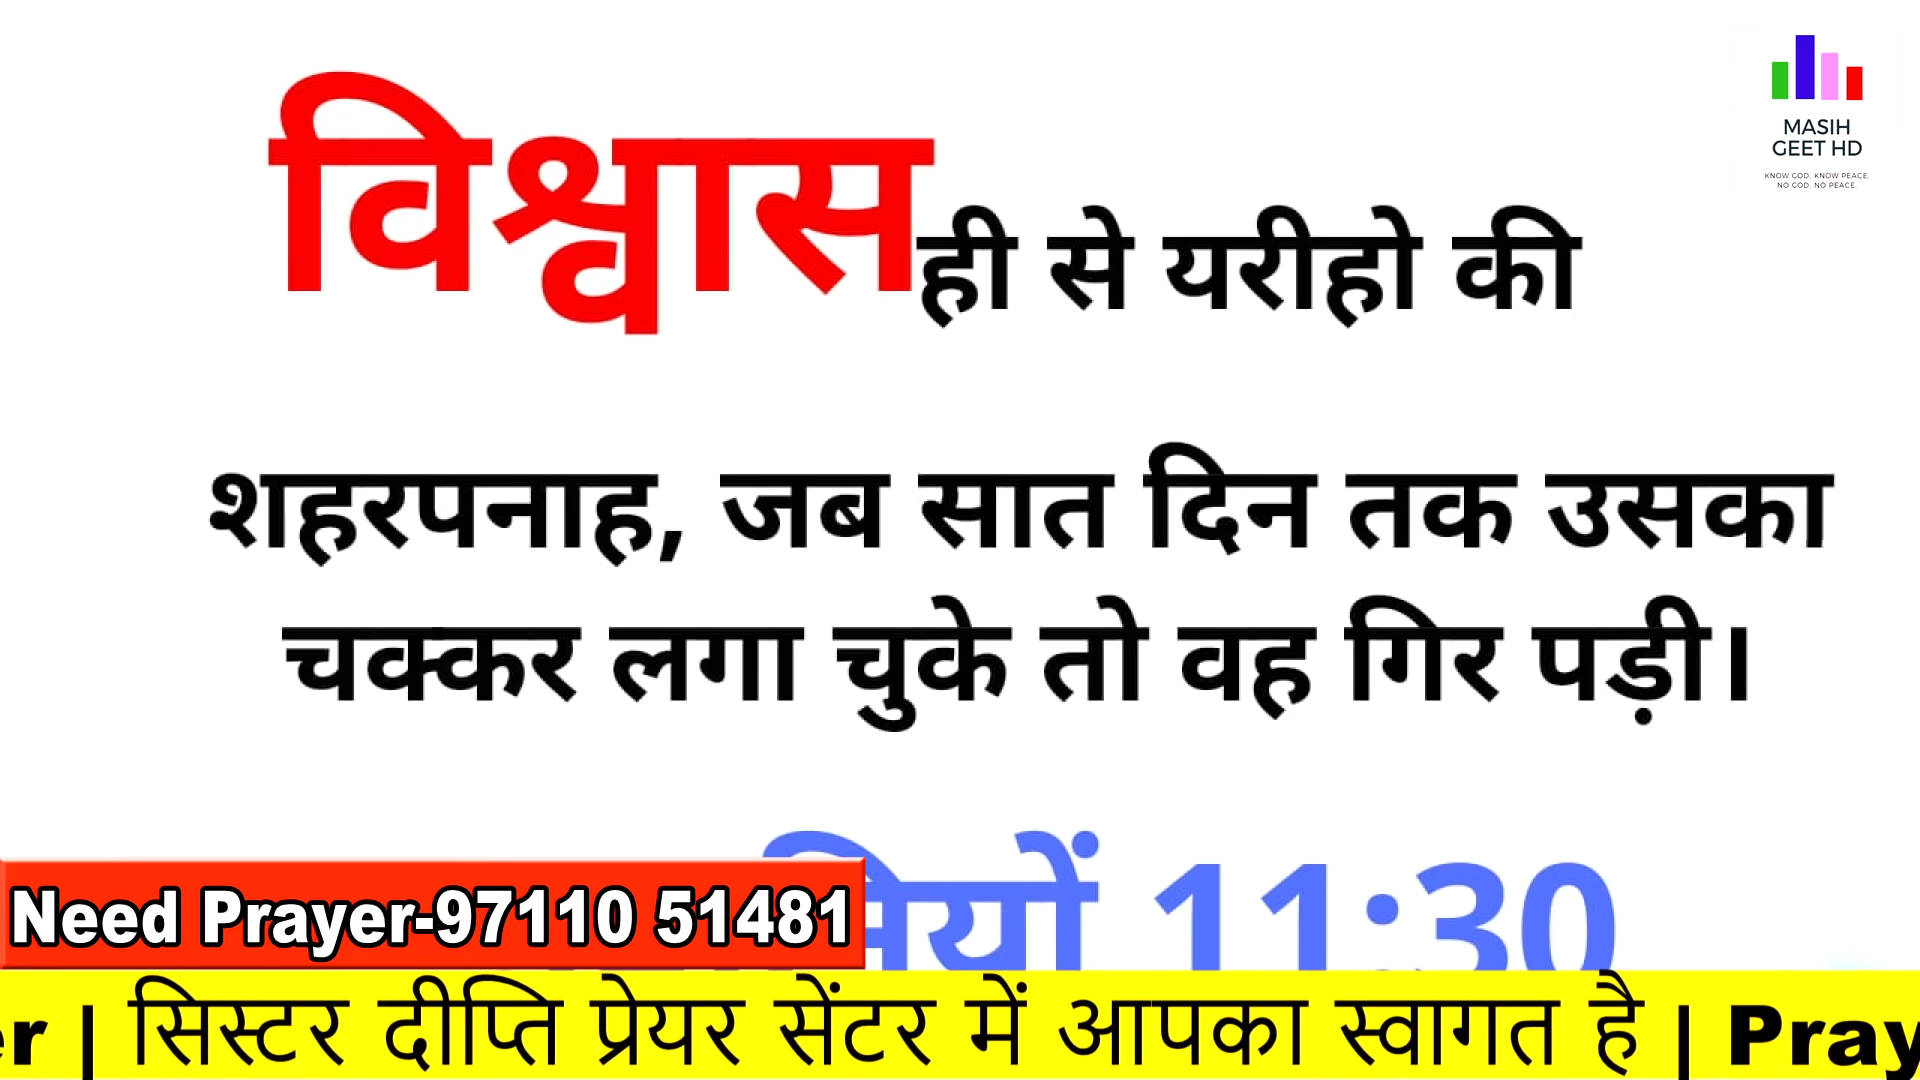 MASIH
GEET HD
KNOW GOD. KNOW PEACE.
NO GOD. NO PEACE.
विश्वास ही से यरीहो की
शहरपनाह, जब सात दिन तक उसका
चक्कर लगा चुके तो वह गिर पड़ी।
11:30
Need Prayer-97110 51481
| सिस्टर दीप्ति प्रेयर सेंटर में आपका स्वागत है | Pray